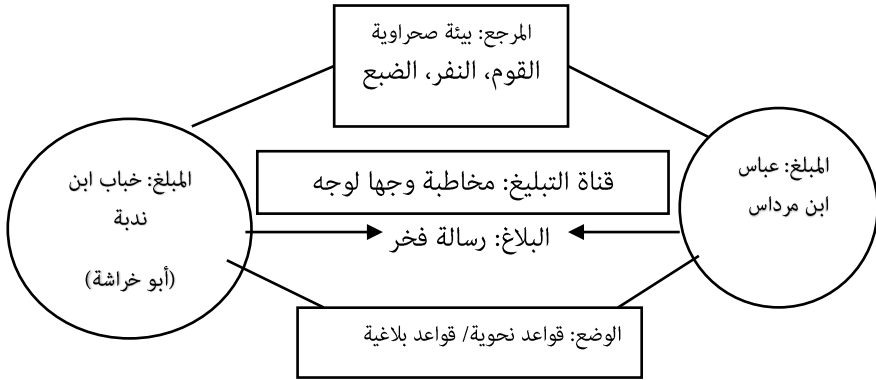 المرجع: بيئة صحراوية
القوم، النفر، الضبع
المبلغ: عباس
ابن مرداس
قناة التبليغ: مخاطبة وجها لوجه
البلاغ: رسالة فخر
المبلغ: خباب ابن
ندبة
(أبو خراشة)
الوضع: قواعد نحوية/ قواعد بلاغية